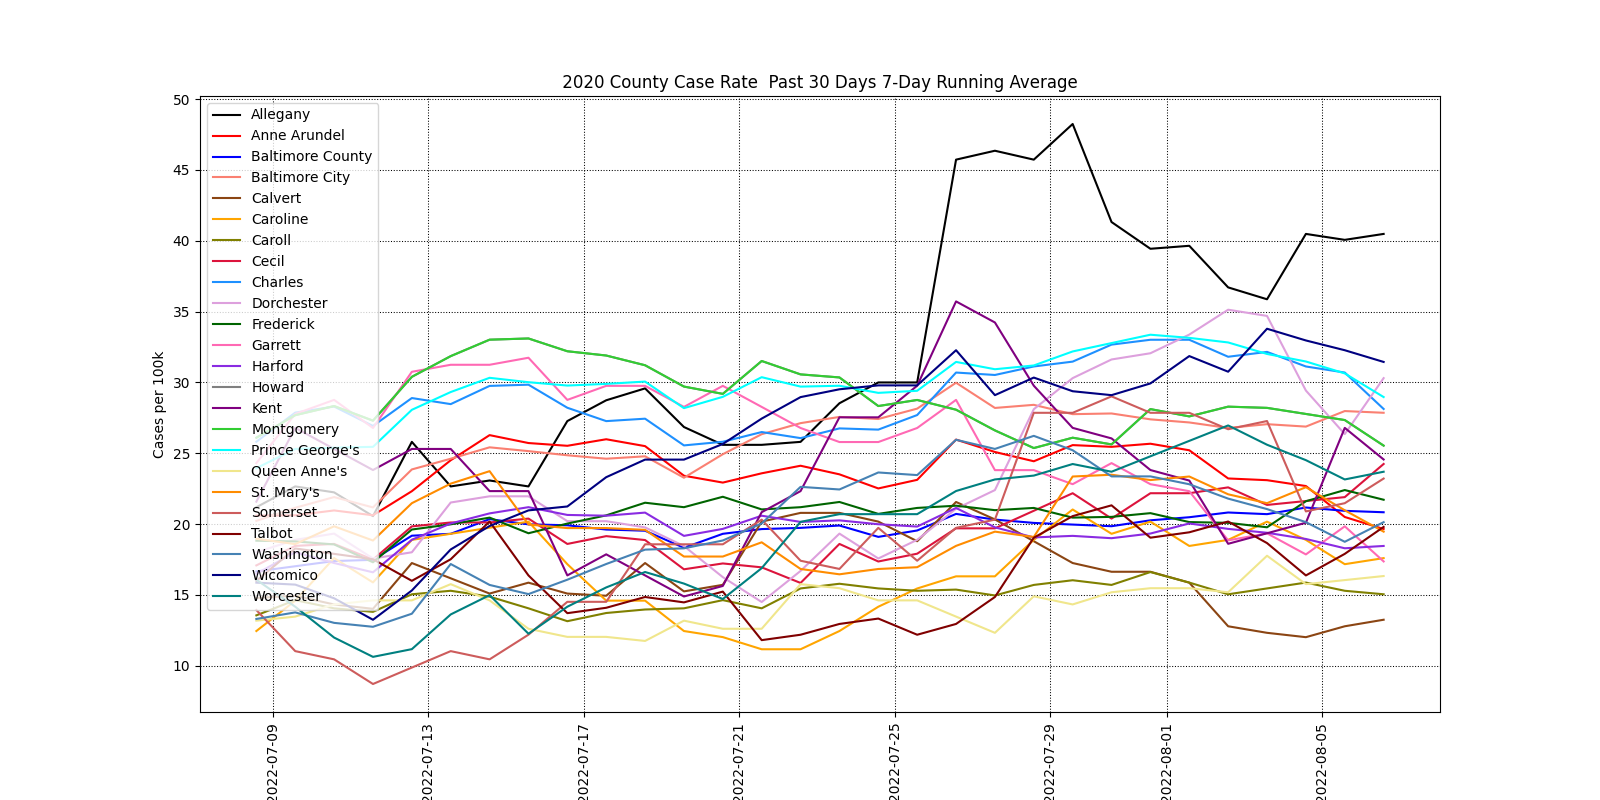 2020 County Case Rate  Past 30 Days 7-Day Running Average
Cases per 100k
50
45
40
35
30
25
20
15
10
Allegany
Anne Arundel
Baltimore County
Baltimore City
Calvert
Caroline
Caroll
Cecil
Charles
Dorchester
Frederick
Garrett
Harford
Howard
Kent
Montgomery
Prince George's
Queen Anne's
St. Mary's
Somerset
Talbot
Washington
Wicomico
Worcester
2022-07-09
2022-07-13
2022-07-17
2022-07-21
2022-07-25
2022-07-29
2022-08-01
2022-08-05